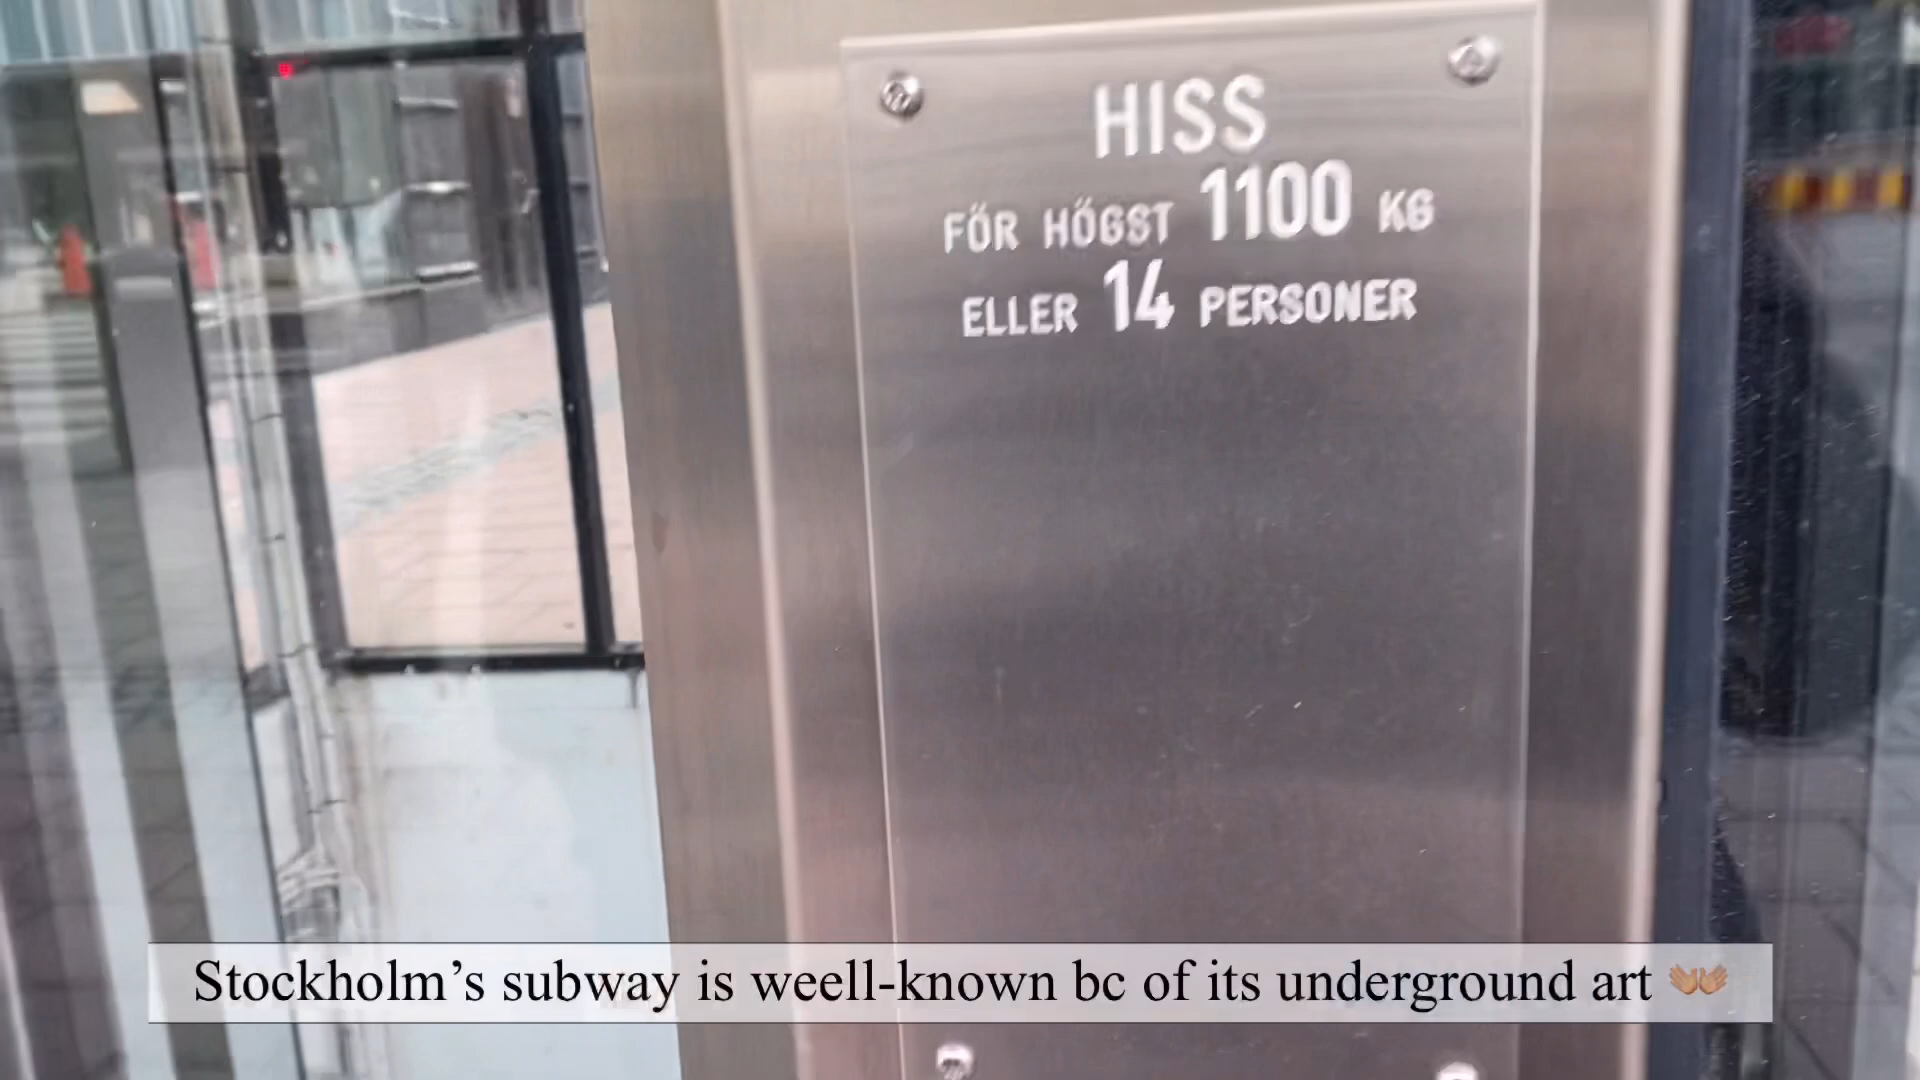 HISS
FÖR HÖGST 1100 KG
ELLER 14 PERSONER
Stockholm’s subway is weell-known bc of its underground art 👐🏽